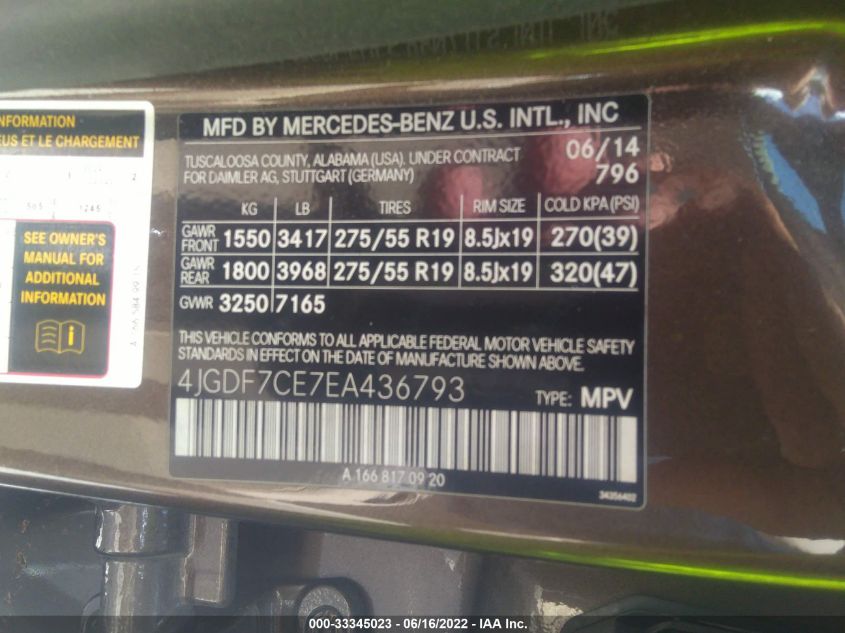 NFORMATION
EUS ET LE CHARGEMENT
SEE OWNER'S
MANUAL FOR
ADDITIONAL
INFORMATION
MFD BY MERCEDES-BENZ U.S. INTL., INC
TUSCALOOSA COUNTY, ALABAMA (USA). UNDER CONTRACT
FOR DAIMLER AG, STUTTGART (GERMANY)
06/14
796
KG LB TIRES RIM SIZE COLD KPA (PSI)
GAWR FRONT 1550 3417 275/55 R19 8.5Jx19 270(39)
GAWR REAR 1800 3968 275/55 R19 8.5Jx19 320(47)
GVWR 3250 7165
THIS VEHICLE CONFORMS TO ALL APPLICABLE FEDERAL MOTOR VEHICLE SAFETY
STANDARDS IN EFFECT ON THE DATE OF MANUFACTURE SHOWN ABOVE.
4JGDF7CE7EA436793 TYPE: MPV
A 166 817 09 20
34356402
000-33345023 - 06/16/2022 - IAA Inc.